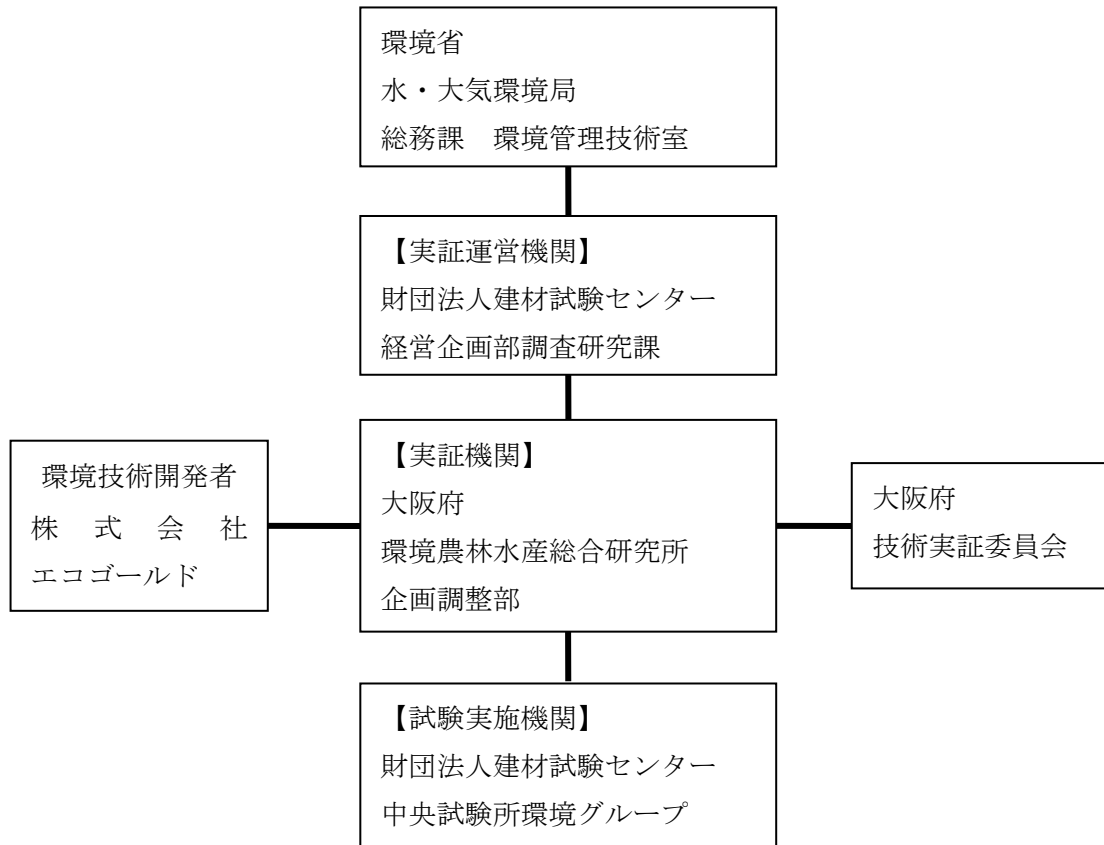 環境省
水・大気環境局
総務課　環境管理技術室
【実証運営機関】
財団法人建材試験センター
経営企画部調査研究課
環境技術開発者
株式会社
エコゴールド
【実証機関】
大阪府
環境農林水産総合研究所
企画調整部
大阪府
技術実証委員会
【試験実施機関】
財団法人建材試験センター
中央試験所環境グループ